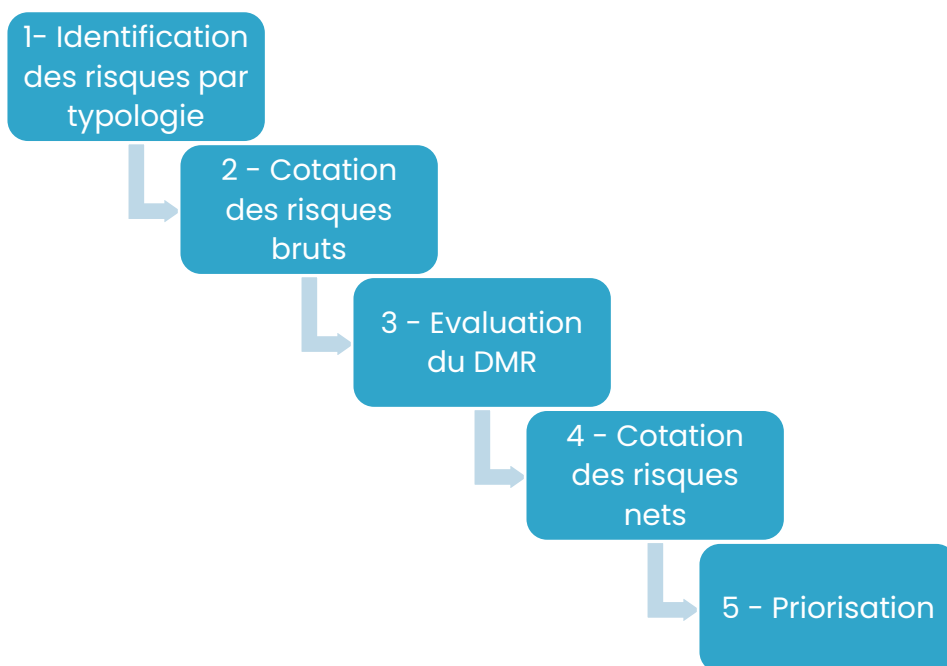 1- Identification
des risques par
typologie
2 - Cotation
des risques
bruts
3 - Evaluation
du DMR
4 - Cotation
des risques
nets
5 - Priorisation